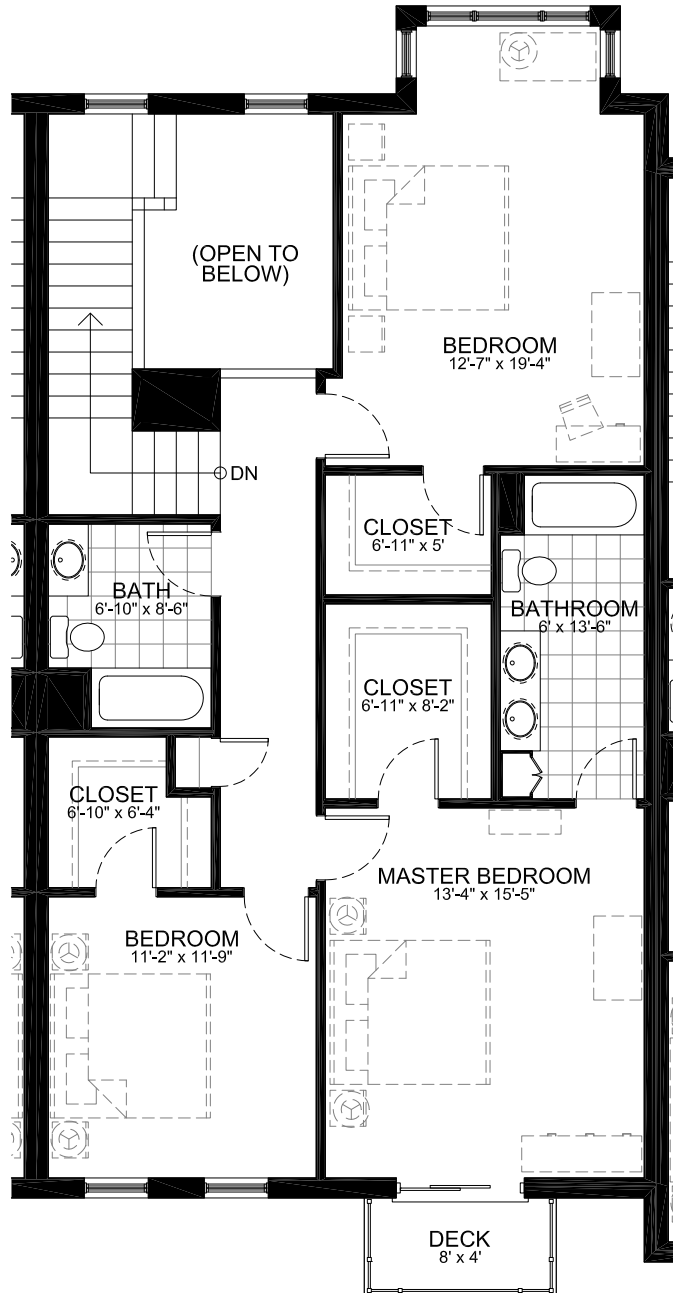 (OPEN TO
BELOW)
BEDROOM
12'-7" x 19'-4"
DN
CLOSET
6'-11" x 5'
BATH
6'-10" x 8'-6"
BATHROOM
6' x 13'-6"
CLOSET
6'-11" x 8'-2"
CLOSET
6'-10" x 6'-4"
MASTER BEDROOM
13'-4" x 15'-5"
BEDROOM
11'-2" x 11'-9"
DECK
8' x 4'